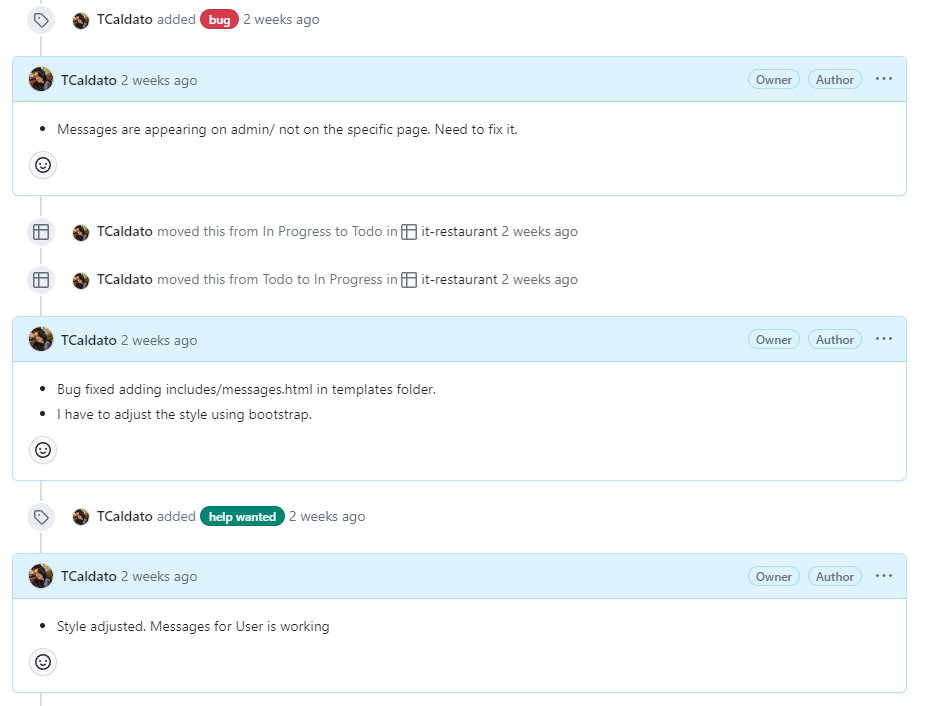 TCaldato added bug 2 weeks ago
TCaldato 2 weeks ago Owner Author ...
• Messages are appearing on admin/ not on the specific page. Need to fix it.
TCaldato moved this from In Progress to Todo in it-restaurant 2 weeks ago
TCaldato moved this from Todo to In Progress in it-restaurant 2 weeks ago
TCaldato 2 weeks ago Owner Author ...
• Bug fixed adding includes/messages.html in templates folder.
• I have to adjust the style using bootstrap.
TCaldato added help wanted 2 weeks ago
TCaldato 2 weeks ago Owner Author ...
• Style adjusted. Messages for User is working